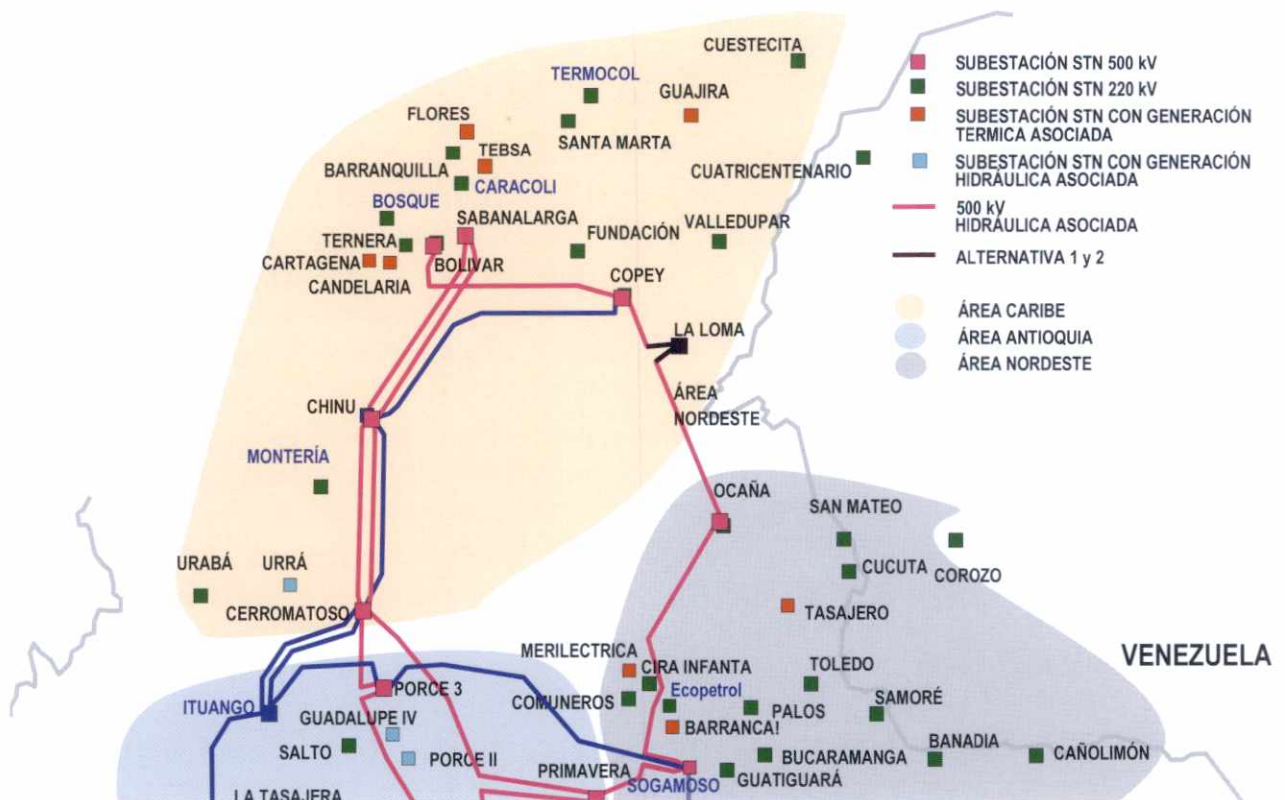 CUESTECITA
TERMOCOL
GUAJIRA
FLORES
SANTA MARTA
TEBSA
BARRANQUILLA
CUATRICENTENARIO
CARACOLI
BOSQUE
SABANALARGA
VALLEDUPAR
FUNDACIÓN
TERNERA
CARTAGENA
BOLIVAR
COPEY
CANDELARIA
LA LOMA
ÁREA
NORDESTE
CHINU
MONTERÍA
OCAÑA
SAN MATEO
URABÁ
URRÁ
CUCUTA
COROZO
CERROMATOSO
TASAJERO
MERILECTRICA
CIRA INFANTA
TOLEDO
VENEZUELA
PORCE 3
COMUNEROS
Ecopetrol
SAMORÉ
ITUANGO
GUADALUPE IV
PALOS
BARRANCA!
SALTO
PORCE II
BUCARAMANGA
BANADIA
CAÑOLIMÓN
PRIMAVERA
SOGAMOSO
GUATIGUARÁ
LA TASAJERA
SUBESTACIÓN STN 500 kV
SUBESTACIÓN STN 220 kV
SUBESTACIÓN STN CON GENERACIÓN
TERMICA ASOCIADA
SUBESTACIÓN STN CON GENERACIÓN
HIDRÁULICA ASOCIADA
500 kV
HIDRÁULICA ASOCIADA
ALTERNATIVA 1 y 2
ÁREA CARIBE
ÁREA ANTIOQUIA
ÁREA NORDESTE